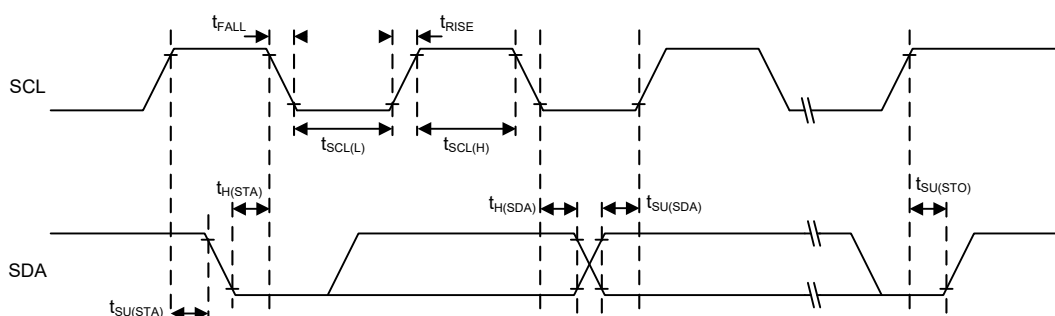 tFALL
tRISE
SCL
tSCL(L)
tSCL(H)
tH(STA)
tH(SDA)
tSU(SDA)
tSU(STO)
SDA
tSU(STA)